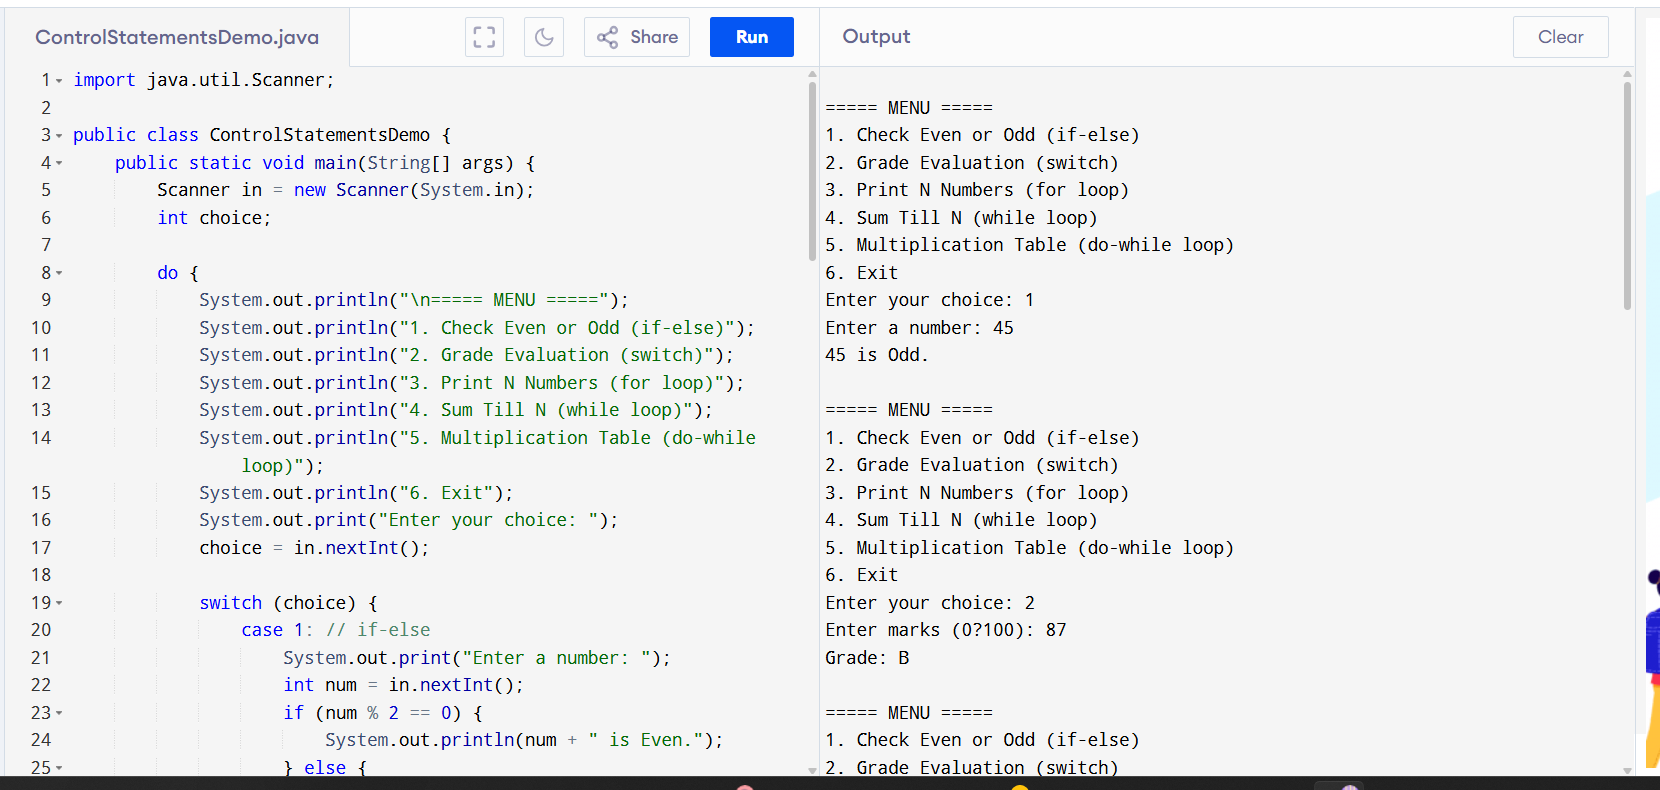 ControlStatementsDemo.java
Share
Run
Output
Clear
1 import java.util.Scanner;
2
3 public class ControlStatementsDemo {
4     public static void main(String[] args) {
5         Scanner in = new Scanner(System.in);
6         int choice;
7
8         do {
9             System.out.println("\n===== MENU =====");
10             System.out.println("1. Check Even or Odd (if-else)");
11             System.out.println("2. Grade Evaluation (switch)");
12             System.out.println("3. Print N Numbers (for loop)");
13             System.out.println("4. Sum Till N (while loop)");
14             System.out.println("5. Multiplication Table (do-while
loop)");
15             System.out.println("6. Exit");
16             System.out.print("Enter your choice: ");
17             choice = in.nextInt();
18
19             switch (choice) {
20                 case 1: // if-else
21                     System.out.print("Enter a number: ");
22                     int num = in.nextInt();
23                     if (num % 2 == 0) {
24                         System.out.println(num + " is Even.");
25                     } else {
===== MENU =====
1. Check Even or Odd (if-else)
2. Grade Evaluation (switch)
3. Print N Numbers (for loop)
4. Sum Till N (while loop)
5. Multiplication Table (do-while loop)
6. Exit
Enter your choice: 1
Enter a number: 45
45 is Odd.
===== MENU =====
1. Check Even or Odd (if-else)
2. Grade Evaluation (switch)
3. Print N Numbers (for loop)
4. Sum Till N (while loop)
5. Multiplication Table (do-while loop)
6. Exit
Enter your choice: 2
Enter marks (0?100): 87
Grade: B
===== MENU =====
1. Check Even or Odd (if-else)
2. Grade Evaluation (switch)